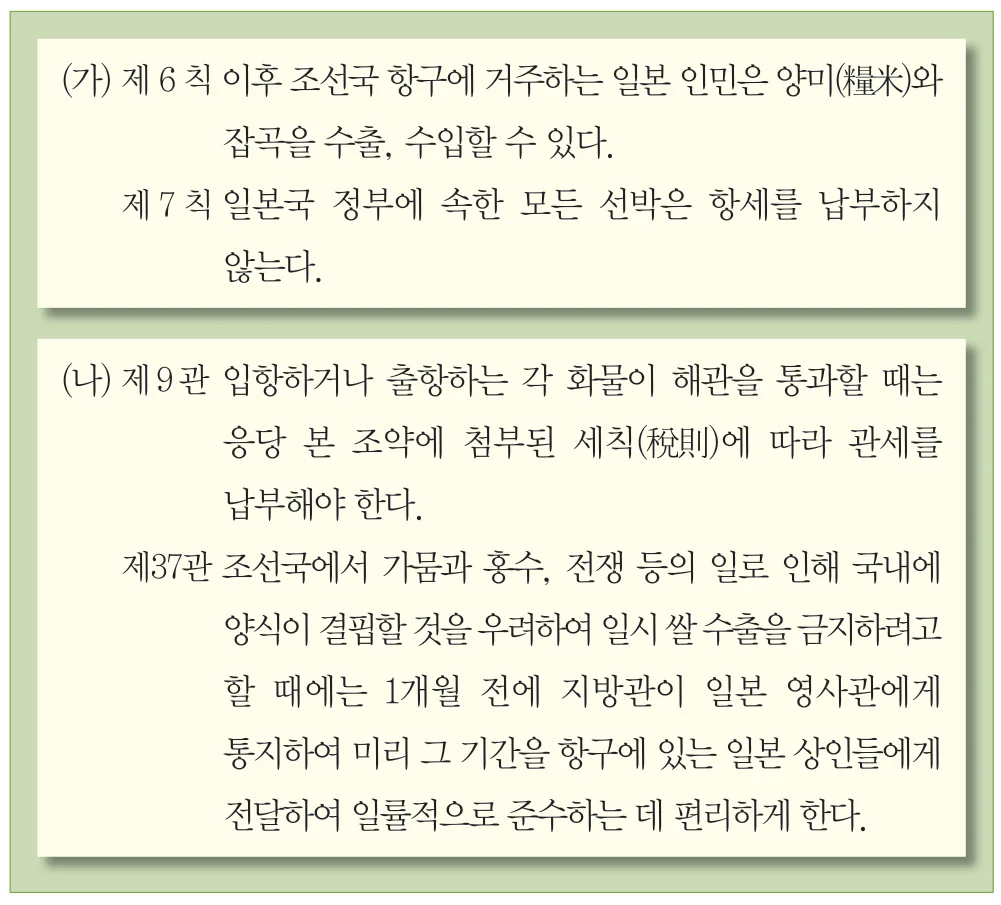 (가) 제 6 칙 이후 조선국 항구에 거주하는 일본 인민은 양미(糧米)와
잡곡을 수출, 수입할 수 있다.
제 7 칙 일본국 정부에 속한 모든 선박은 항세를 납부하지
않는다.
(나) 제9관 입항하거나 출항하는 각 화물이 해관을 통과할 때는
응당 본 조약에 첨부된 세칙(稅則)에 따라 관세를
납부해야 한다.
제37관 조선국에서 가뭄과 홍수, 전쟁 등의 일로 인해 국내에
양식이 결핍할 것을 우려하여 일시 쌀 수출을 금지하려고
할 때에는 1개월 전에 지방관이 일본 영사관에게
통지하여 미리 그 기간을 항구에 있는 일본 상인들에게
전달하여 일률적으로 준수하는 데 편리하게 한다.